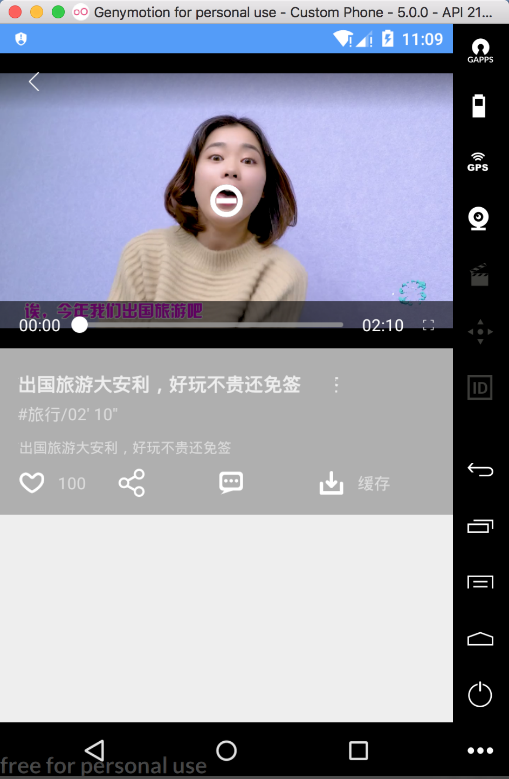 Genymotion for personal use - Custom Phone - 5.0.0 - API 21...
11:09
GAPPS
GPS
诶，今年我们出国旅游吧
00:00
02:10
ID
出国旅游大安利，好玩不贵还免签
#旅行/02' 10"
出国旅游大安利，好玩不贵还免签
100
缓存
free for personal use